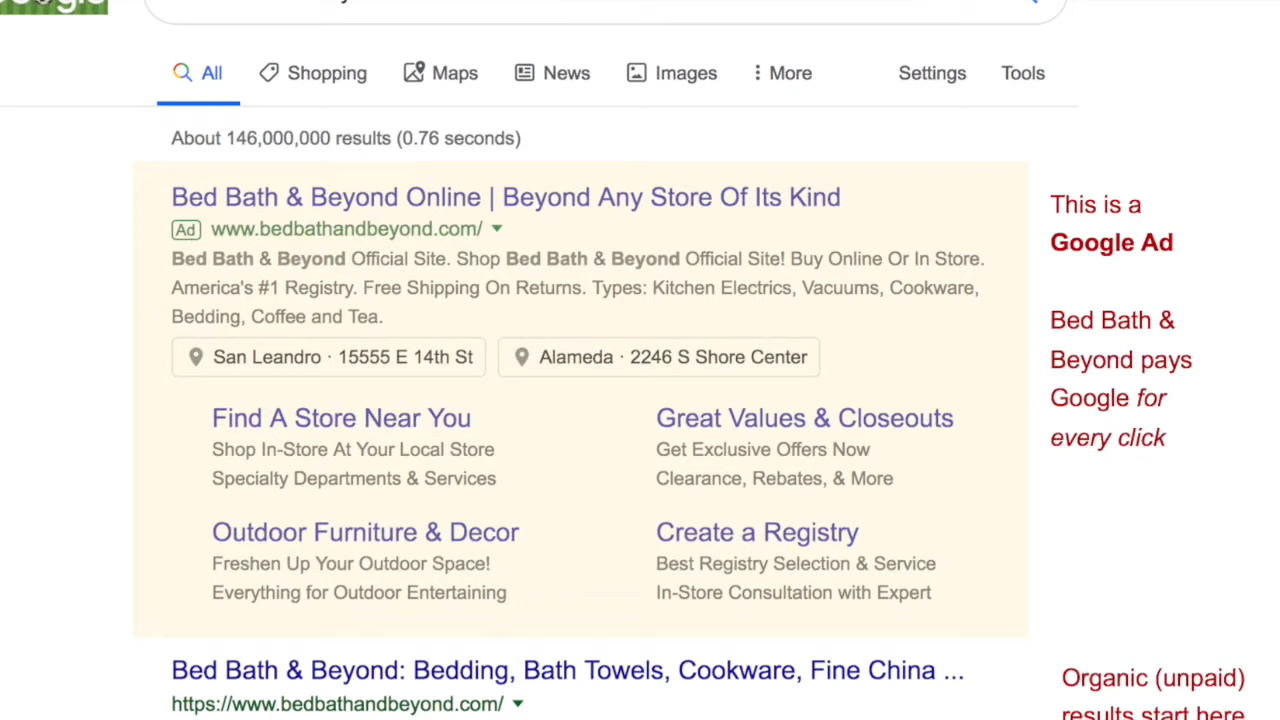 All Shopping Maps News Images More Settings Tools
About 146,000,000 results (0.76 seconds)
Bed Bath & Beyond Online | Beyond Any Store Of Its Kind
Ad www.bedbathandbeyond.com/
Bed Bath & Beyond Official Site. Shop Bed Bath & Beyond Official Site! Buy Online Or In Store.
America's #1 Registry. Free Shipping On Returns. Types: Kitchen Electrics, Vacuums, Cookware,
Bedding, Coffee and Tea.
San Leandro · 15555 E 14th St Alameda · 2246 S Shore Center
Find A Store Near You
Shop In-Store At Your Local Store
Specialty Departments & Services
Great Values & Closeouts
Get Exclusive Offers Now
Clearance, Rebates, & More
Outdoor Furniture & Decor
Freshen Up Your Outdoor Space!
Everything for Outdoor Entertaining
Create a Registry
Best Registry Selection & Service
In-Store Consultation with Expert
This is a
Google Ad
Bed Bath &
Beyond pays
Google for
every click
Bed Bath & Beyond: Bedding, Bath Towels, Cookware, Fine China ...
https://www.bedbathandbeyond.com/
Organic (unpaid)
results start here